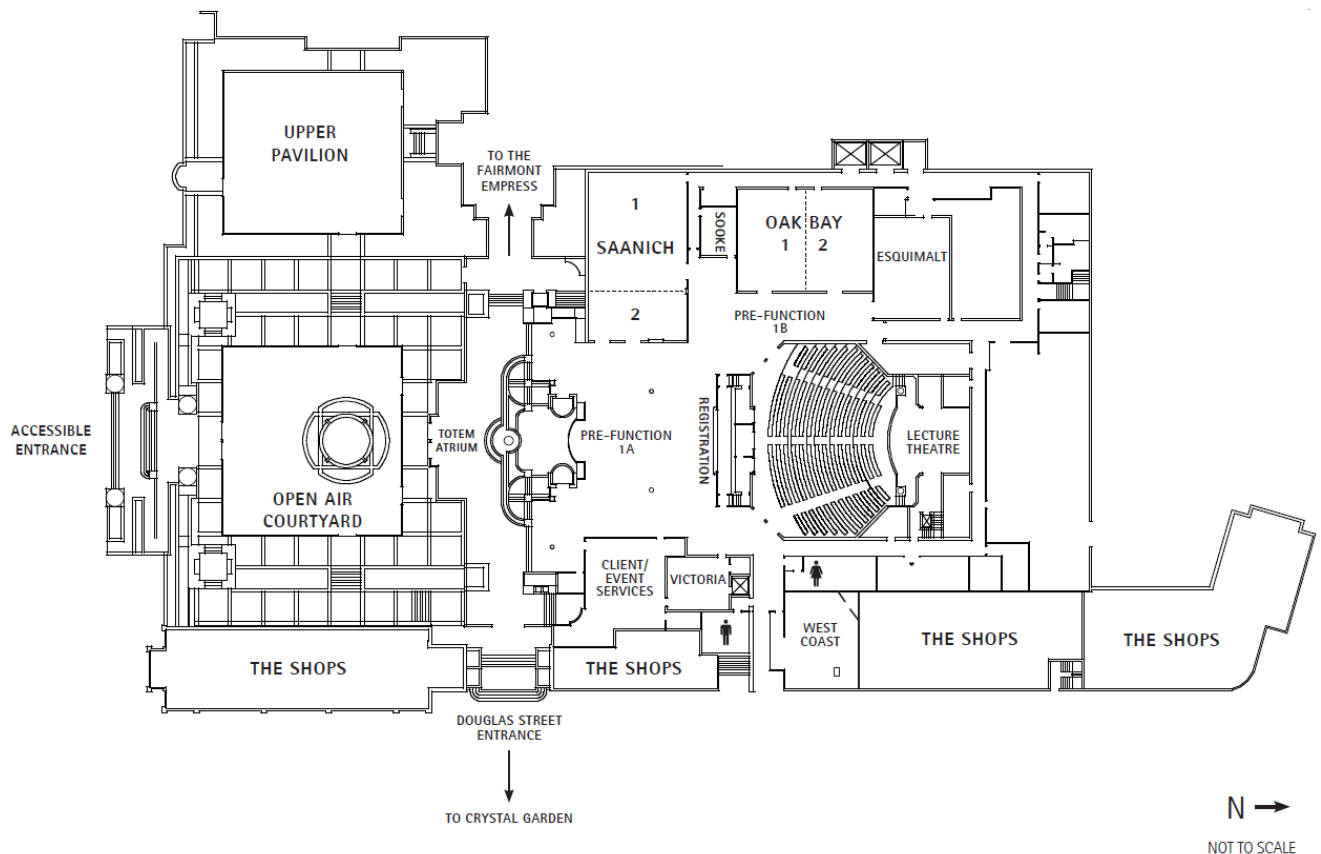 UPPER
PAVILION
TO THE
FAIRMONT
EMPRESS
1
SAANICH
2
SOOKE
OAK BAY
1 2
ESQUIMALT
PRE-FUNCTION
1B
ACCESSIBLE
ENTRANCE
TOTEM
ATRIUM
PRE-FUNCTION
1A
REGISTRATION
LECTURE
THEATRE
OPEN AIR
COURTYARD
CLIENT/
EVENT
SERVICES
VICTORIA
WEST
COAST
THE SHOPS
THE SHOPS
THE SHOPS
THE SHOPS
DOUGLAS STREET
ENTRANCE
TO CRYSTAL GARDEN
N
NOT TO SCALE